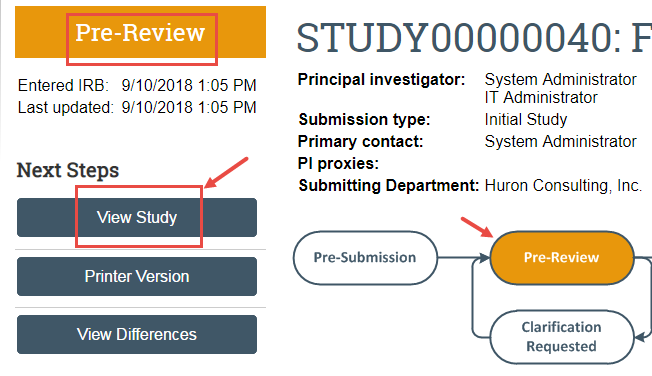 Pre-Review
Entered IRB: 9/10/2018 1:05 PM
Last updated: 9/10/2018 1:05 PM
Next Steps
View Study
Printer Version
View Differences
STUDY00000040: F
Principal investigator: System Administrator
IT Administrator
Submission type: Initial Study
Primary contact: System Administrator
PI proxies:
Submitting Department: Huron Consulting, Inc.
Pre-Submission
Pre-Review
Clarification
Requested